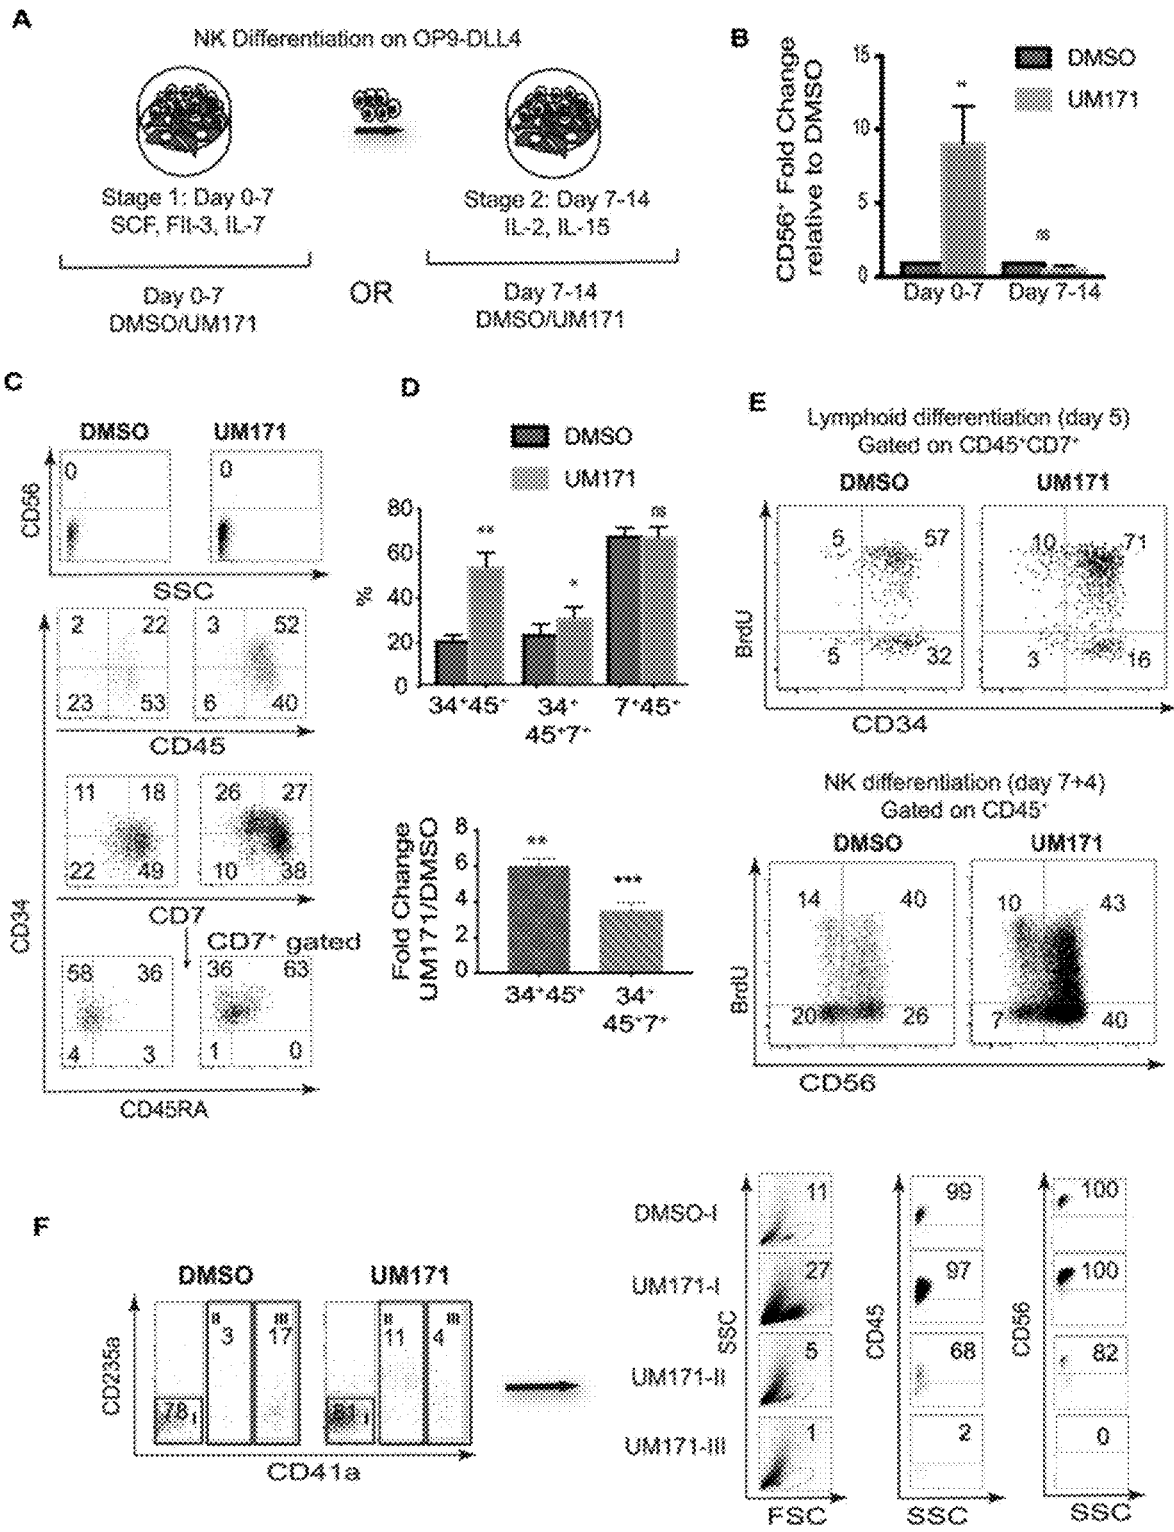 A
NK Differentiation on OP9-DLL4
Stage 1: Day 0-7
SCF, Flt-3, IL-7
Stage 2: Day 7-14
IL-2, IL-15
Day 0-7
DMSO/UM171
OR
Day 7-14
DMSO/UM171
B
CD56⁺ Fold Change
relative to DMSO
15
10
5
0
DMSO
UM171
**
ns
Day 0-7
Day 7-14
C
DMSO
UM171
CD56
0
0
SSC
2
22
3
52
23
53
6
40
CD45
11
18
26
27
22
49
10
38
CD7
CD34
CD7⁺ gated
58
36
36
63
4
3
1
0
CD45RA
D
DMSO
UM171
%
80
60
40
20
0
**
*
ns
34⁺45⁺
34⁺
45⁺7⁺
7⁺45⁺
Fold Change
UM171/DMSO
8
6
4
2
0
**
***
34⁺45⁺
34⁺
45⁺7⁺
E
Lymphoid differentiation (day 5)
Gated on CD45⁺CD7⁺
DMSO
UM171
BrdU
5
57
10
71
5
32
3
16
CD34
NK differentiation (day 7+4)
Gated on CD45⁺
DMSO
UM171
BrdU
14
40
10
43
20
26
7
40
CD56
F
DMSO
UM171
CD235a
II
3
III
17
78
I
II
11
III
4
81
I
CD41a
DMSO-I
UM171-I
UM171-II
UM171-III
SSC
11
27
5
1
FSC
CD45
99
97
68
2
SSC
CD56
100
100
82
0
SSC